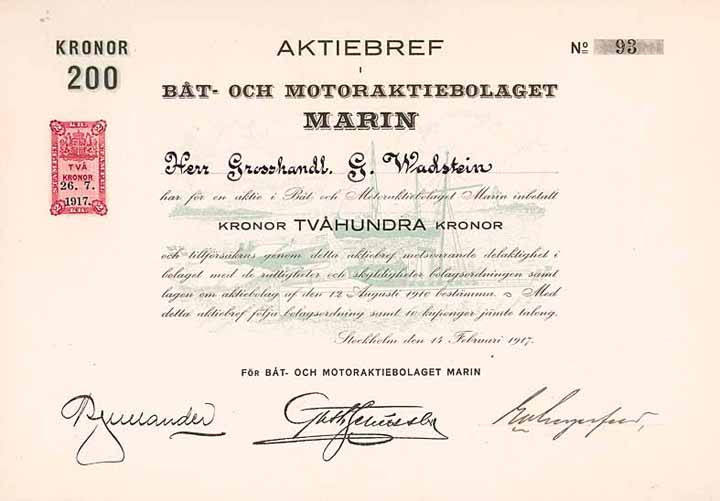 KRONOR
200
AKTIEBREF
I
BÅT- OCH MOTORAKTIEBOLAGET
MARIN
Nº 93
STÄMPEL
TVÅ
KRONOR
26. 7.
1917.
Herr Grosshandl. G. Wadstein
har för en aktie i Båt och Motoraktiebolaget Marin inbetalt
KRONOR TVÅHUNDRA KRONOR
och tillförsäkras genom detta aktiebref motsvarande delaktighet i
bolaget med de rättigheter och skyldigheter bolagsordningen samt
lagen om aktiebolag af den 12 Augusti 1910 bestämma. Med
detta aktiebref följa bolagsordning samt 10 kuponger jämte talong.
Stockholm den 14 Februari 1917.
FÖR BÅT- OCH MOTORAKTIEBOLAGET MARIN